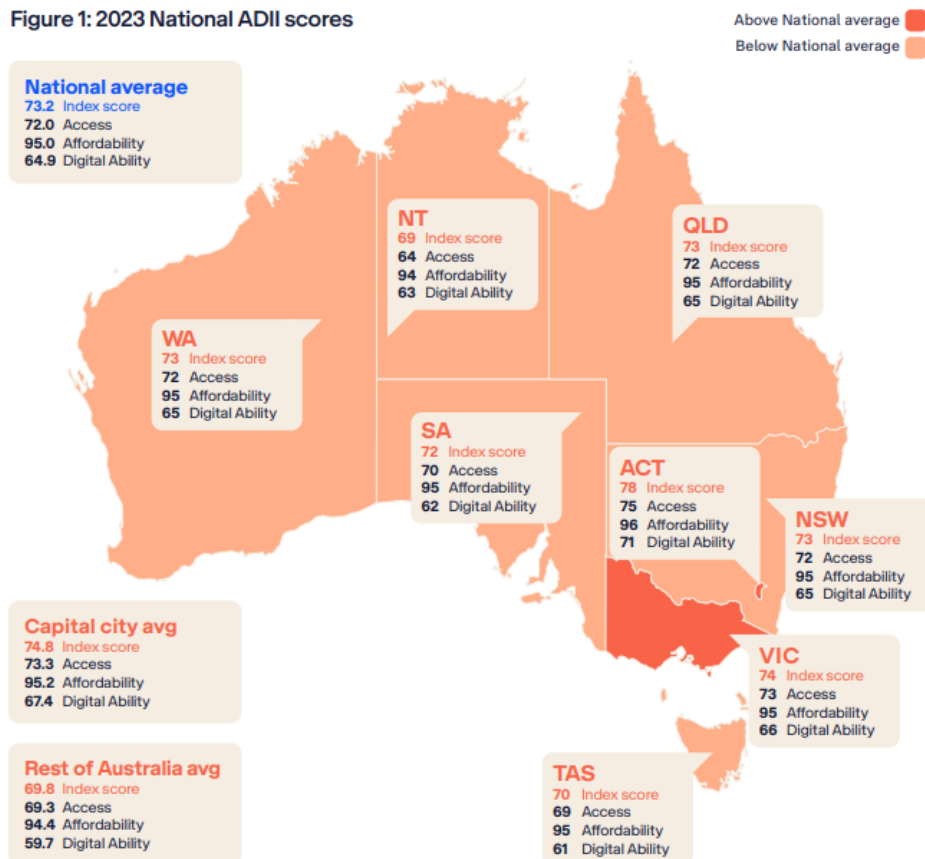 Figure 1: 2023 National ADII scores
Above National average
Below National average
National average
73.2 Index score
72.0 Access
95.0 Affordability
64.9 Digital Ability
NT
69 Index score
64 Access
94 Affordability
63 Digital Ability
QLD
73 Index score
72 Access
95 Affordability
65 Digital Ability
WA
73 Index score
72 Access
95 Affordability
65 Digital Ability
SA
72 Index score
70 Access
95 Affordability
62 Digital Ability
ACT
78 Index score
75 Access
96 Affordability
71 Digital Ability
NSW
73 Index score
72 Access
95 Affordability
65 Digital Ability
Capital city avg
74.8 Index score
73.3 Access
95.2 Affordability
67.4 Digital Ability
VIC
74 Index score
73 Access
95 Affordability
66 Digital Ability
Rest of Australia avg
69.8 Index score
69.3 Access
94.4 Affordability
59.7 Digital Ability
TAS
70 Index score
69 Access
95 Affordability
61 Digital Ability